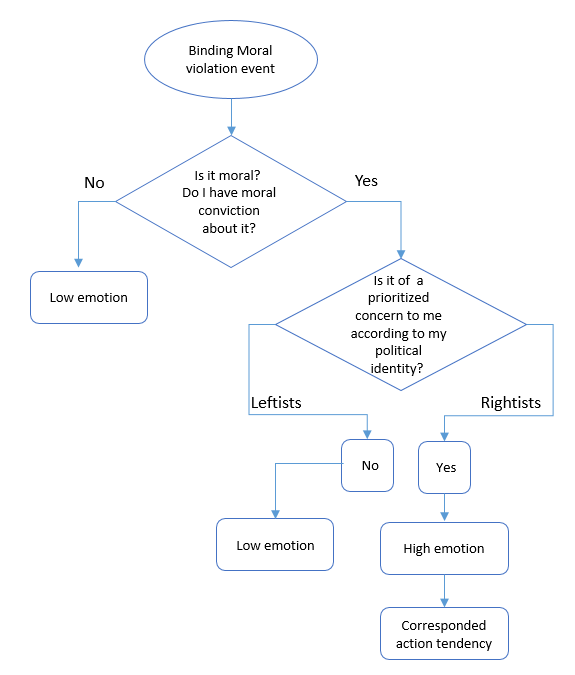 Binding Moral
violation event
Is it moral?
Do I have moral
conviction
about it?
No
Yes
Low emotion
Is it of a
prioritized
concern to me
according to my
political
identity?
Leftists
Rightists
No
Yes
Low emotion
High emotion
Corresponded
action tendency